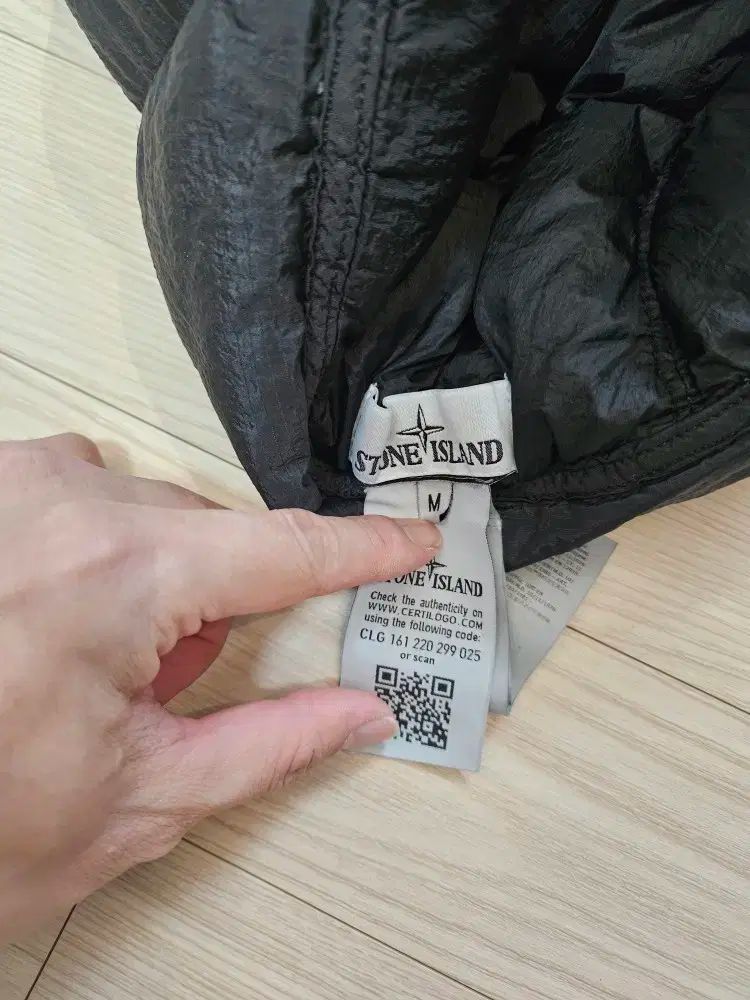 STONE ISLAND
M
STONE ISLAND
Check the authenticity on
WWW.CERTILOGO.COM
using the following code:
CLG 161 220 299 025
or scan